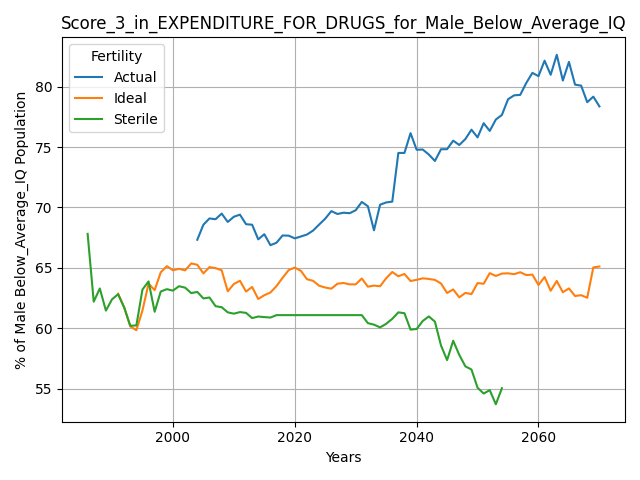 Score_3_in_EXPENDITURE_FOR_DRUGS_for_Male_Below_Average_IQ
Fertility
Actual
Ideal
Sterile
% of Male Below_Average_IQ Population
80
75
70
65
60
55
2000
2020
2040
2060
Years